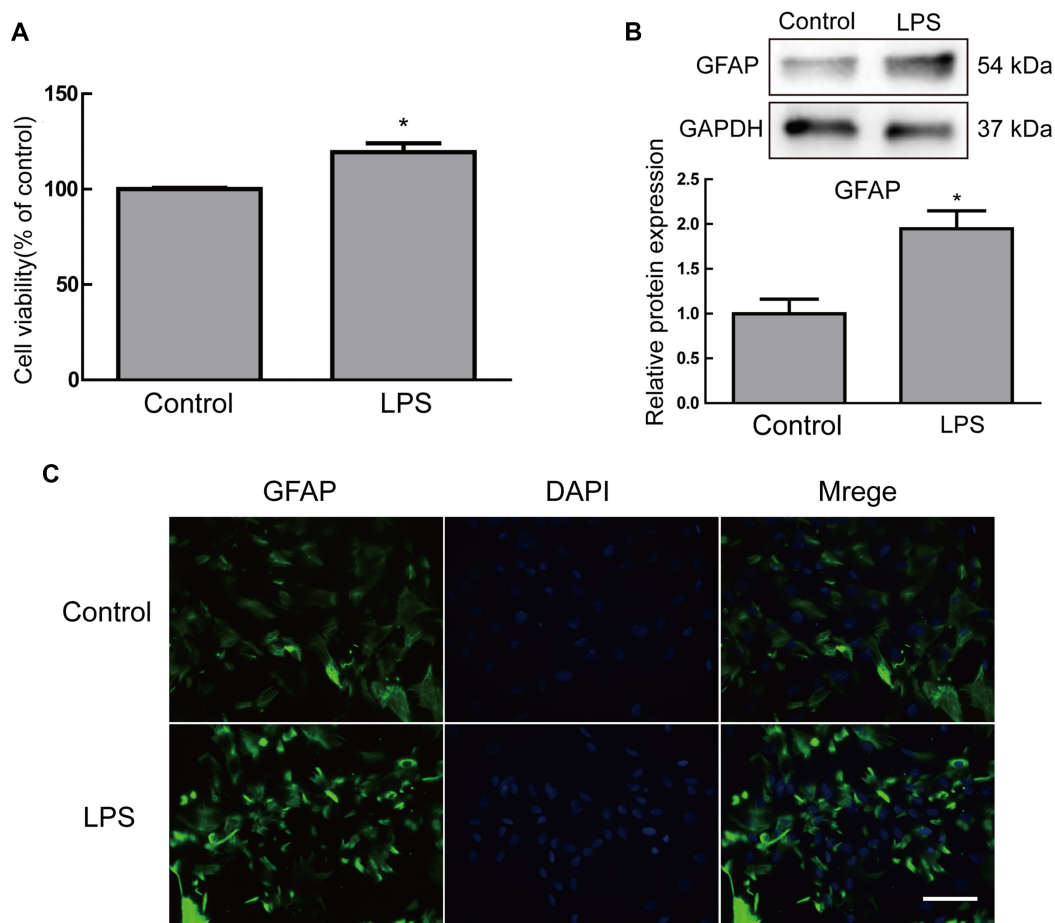 A
Cell viability(% of control)
150
100
50
0
*
Control
LPS
B
Control
LPS
GFAP
54 kDa
GAPDH
37 kDa
Relative protein expression
GFAP
2.5
2.0
1.5
1.0
0.5
0.0
*
Control
LPS
C
GFAP
DAPI
Mrege
Control
LPS